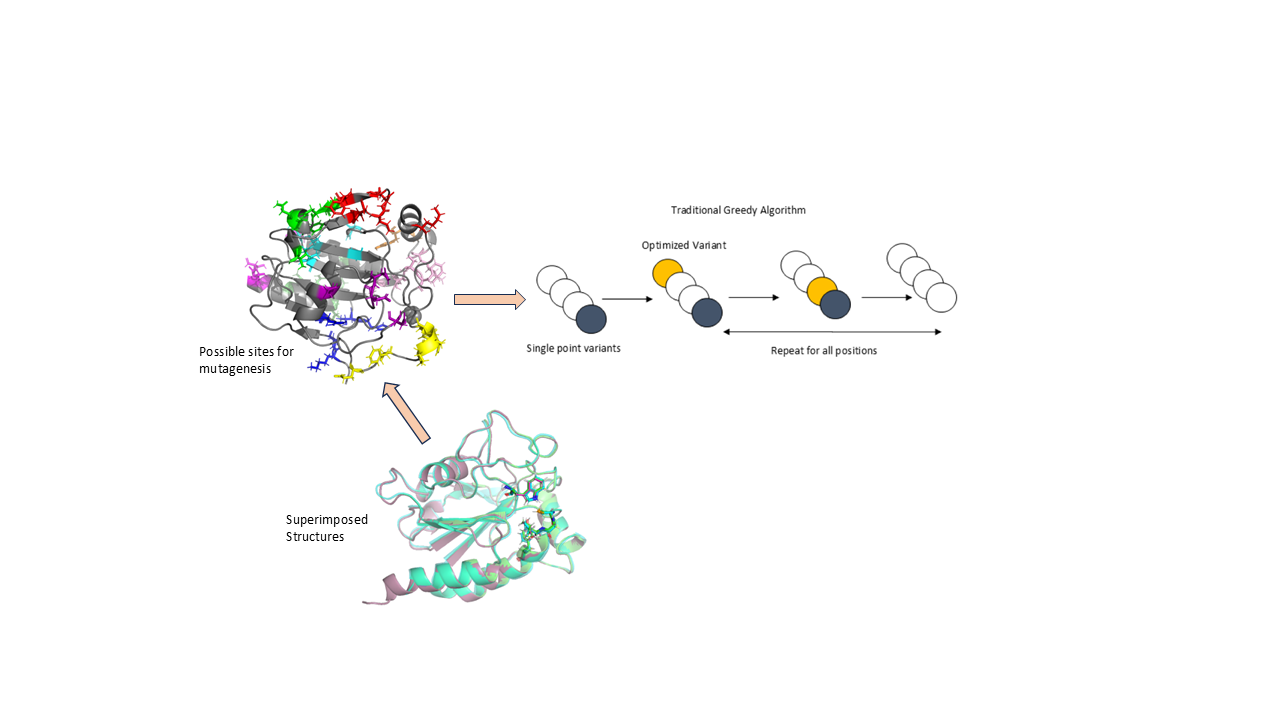 Traditional Greedy Algorithm
Optimized Variant
Single point variants
Repeat for all positions
Possible sites for
mutagenesis
Superimposed
Structures